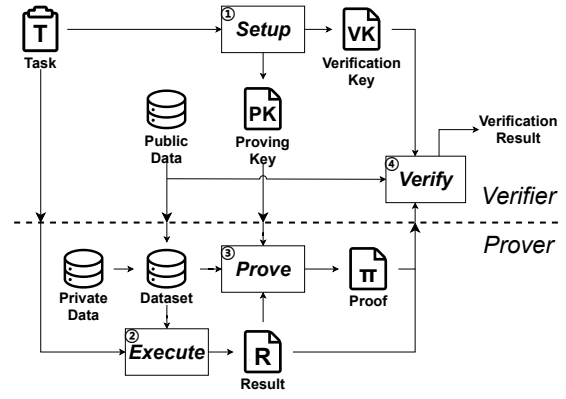 T
Task
①
Setup
VK
Verification
Key
Public
Data
PK
Proving
Key
Verification
Result
④
Verify
Verifier
Prover
Private
Data
Dataset
③
Prove
π
Proof
②
Execute
R
Result